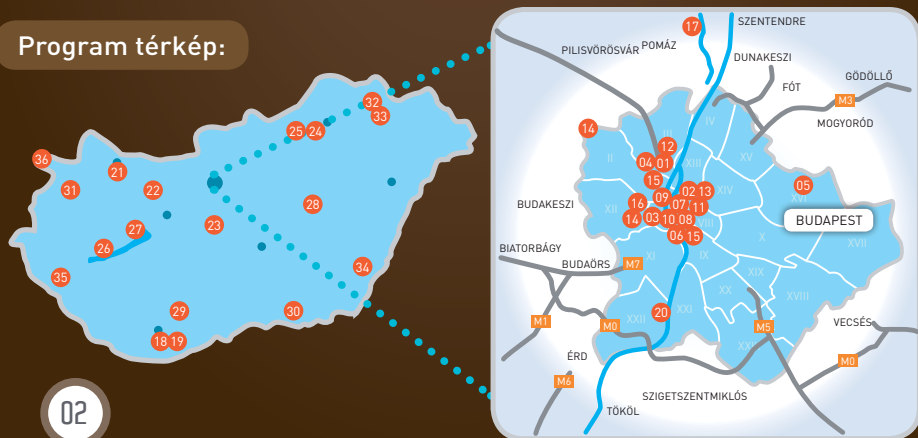 Program térkép:
32
33
25 24
36
21
31
22
28
27
23
26
34
35
29
30
18 19
02
17
SZENTENDRE
PILISVÖRÖSVÁR
POMÁZ
DUNAKESZI
GÖDÖLLŐ
FÓT
M3
MOGYORÓD
IV
14
III
12
XV
II
04 01
XIII
15
05
XVI
02 13
XIV
09
16
07 11
BUDAKESZI
XII
14 03 10 08
VIII
BUDAPEST
06 15
X
XVII
BIATORBÁGY
XI
IX
BUDAÖRS
M7
XIX
XX
XVIII
20
XXII
XXI
M1
M0
M5
VECSÉS
ÉRD
M0
M6
SZIGETSZENTMIKLÓS
TÖKÖL